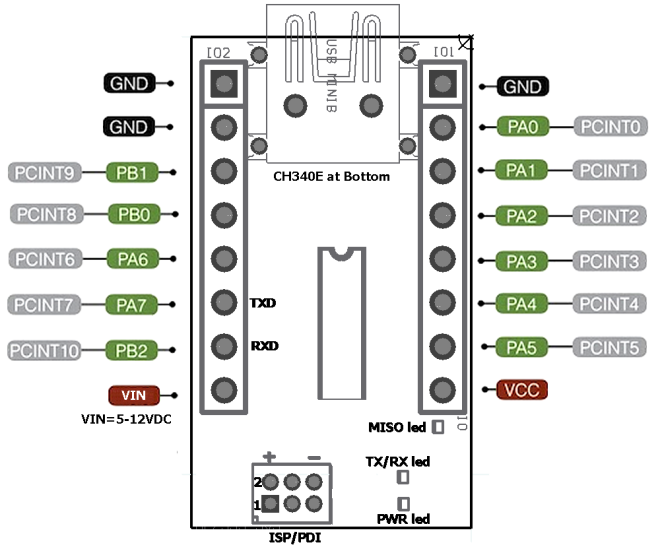 IO2
IO1
USB MINIB
GND
GND
GND
PA0 PCINT0
PCINT9 PB1
PA1 PCINT1
CH340E at Bottom
PCINT8 PB0
PA2 PCINT2
PCINT6 PA6
PA3 PCINT3
PCINT7 PA7
TXD
PA4 PCINT4
PCINT10 PB2
RXD
PA5 PCINT5
VIN
VCC
VIN=5-12VDC
IO
MISO led
+ −
TX/RX led
2
1
PWR led
ISP/PDI